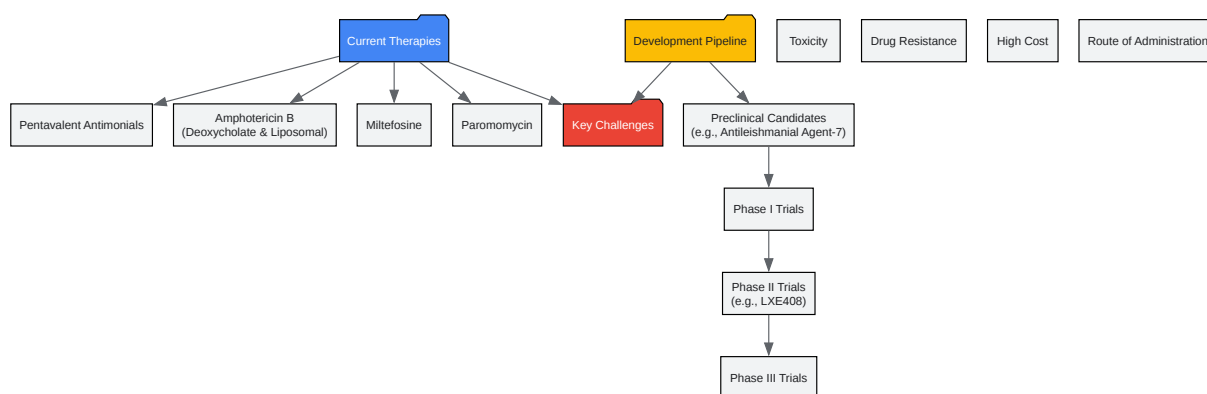 Current Therapies
Development Pipeline
Toxicity
Drug Resistance
High Cost
Route of Administration
Pentavalent Antimonials
Amphotericin B
(Deoxycholate & Liposomal)
Miltefosine
Paromomycin
Key Challenges
Preclinical Candidates
(e.g., Antileishmanial Agent-7)
Phase I Trials
Phase II Trials
(e.g., LXE408)
Phase III Trials